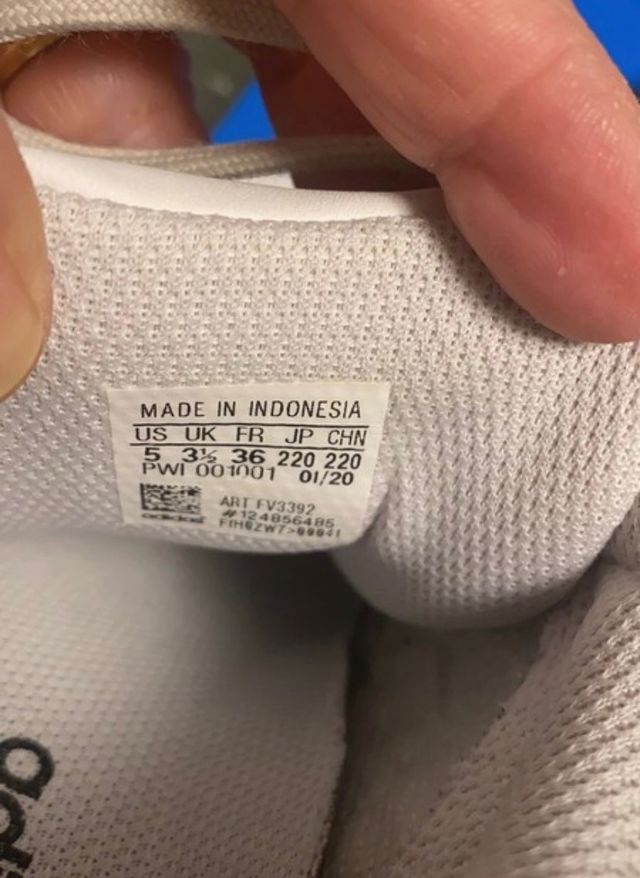 MADE IN INDONESIA
US UK FR JP CHN
5 3½ 36 220 220
PWI 001001 01/20
ART FV3392
#124856485
adidas